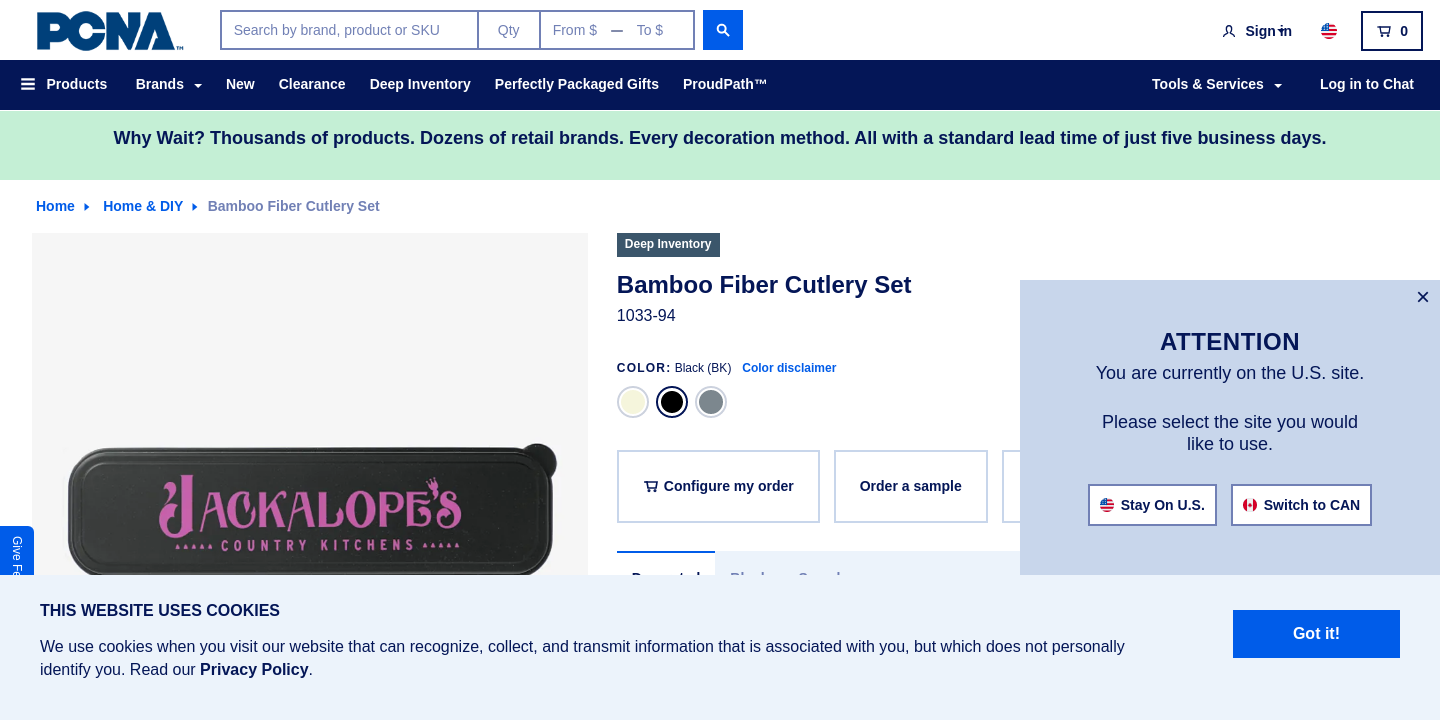 PCNA™
Search by brand, product or SKU
Qty
From $ — To $
Sign in
0
Products
Brands
New
Clearance
Deep Inventory
Perfectly Packaged Gifts
ProudPath™
Tools & Services
Log in to Chat
Why Wait? Thousands of products. Dozens of retail brands. Every decoration method. All with a standard lead time of just five business days.
Home
Home & DIY
Bamboo Fiber Cutlery Set
JACKALOPE'S
COUNTRY KITCHENS
Deep Inventory
Bamboo Fiber Cutlery Set
1033-94
COLOR: Black (BK) Color disclaimer
Configure my order
Order a sample
×
ATTENTION
You are currently on the U.S. site.
Please select the site you would
like to use.
Stay On U.S.
Switch to CAN
Give
THIS WEBSITE USES COOKIES
We use cookies when you visit our website that can recognize, collect, and transmit information that is associated with you, but which does not personally
identify you. Read our Privacy Policy.
Got it!